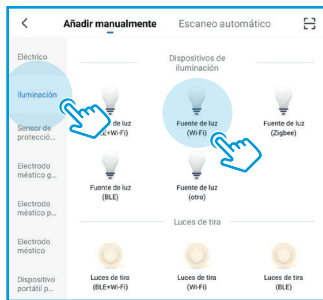 Añadir manualmente Escaneo automático
Eléctrico
Iluminación
Sensor de
protecció...
Electrodo
méstico g...
Electrodo
méstico p...
Electrodo
méstico
Dispositivo
portátil p...
Dispositivos de
iluminación
de luz
E+Wi-Fi)
Fuente de luz
(Wi-Fi)
Fuente de luz
(Zigbee)
Fuente de luz
(BLE)
Fuente de luz
(otro)
Luces de tira
Luces de tira
(BLE+Wi-Fi)
Luces de tira
(Wi-Fi)
Luces de tira
(BLE)